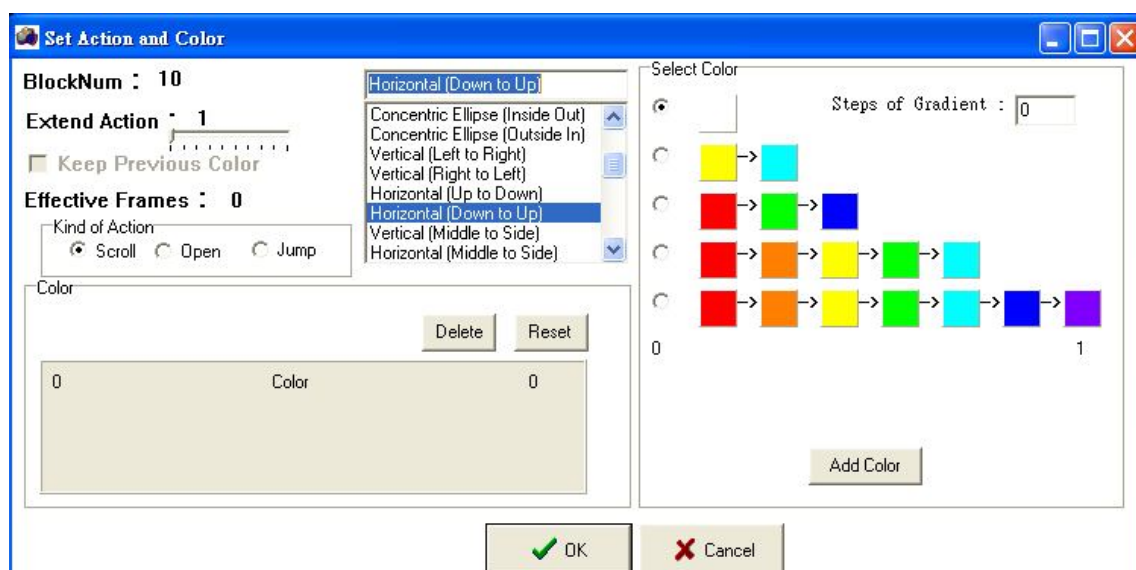 Set Action and Color
BlockNum : 10
Extend Action : 1
Keep Previous Color
Effective Frames : 0
Kind of Action
Scroll Open Jump
Horizontal (Down to Up)
Concentric Ellipse (Inside Out)
Concentric Ellipse (Outside In)
Vertical (Left to Right)
Vertical (Right to Left)
Horizontal (Up to Down)
Horizontal (Down to Up)
Vertical (Middle to Side)
Horizontal (Middle to Side)
Color
Delete Reset
0 Color 0
Select Color
Steps of Gradient : 0
->
-> ->
-> -> -> ->
-> -> -> -> -> ->
0 1
Add Color
OK Cancel